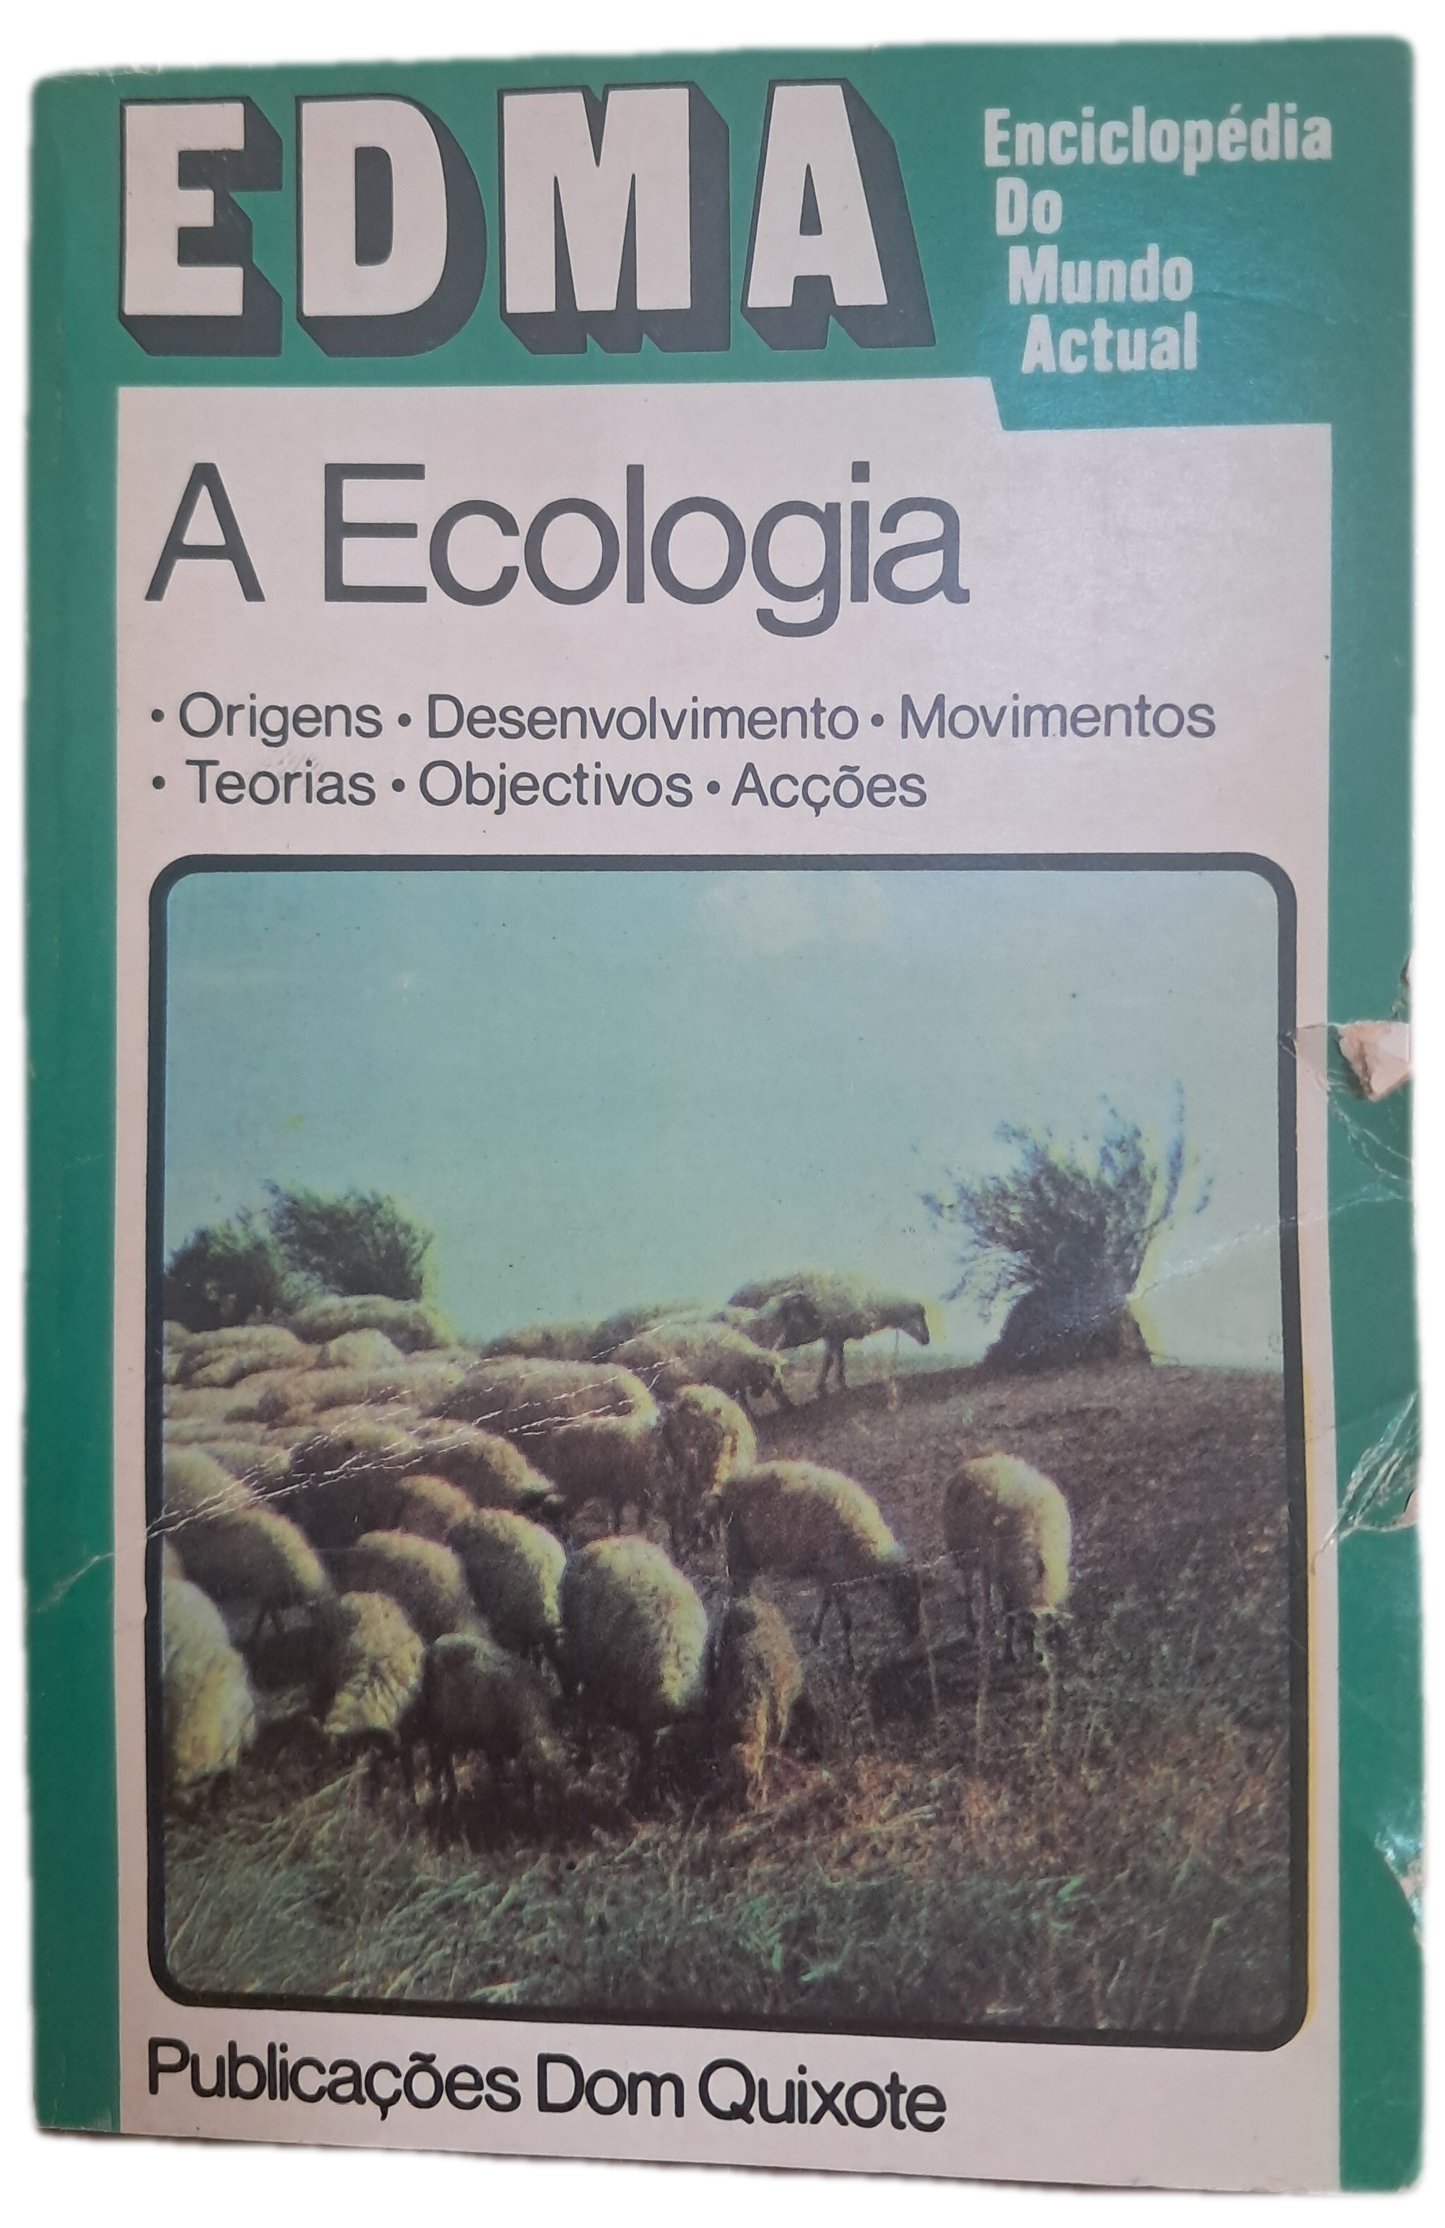 EDMA
Enciclopédia
Do
Mundo
Actual
A Ecologia
• Origens • Desenvolvimento • Movimentos
• Teorias • Objectivos • Acções
Publicações Dom Quixote